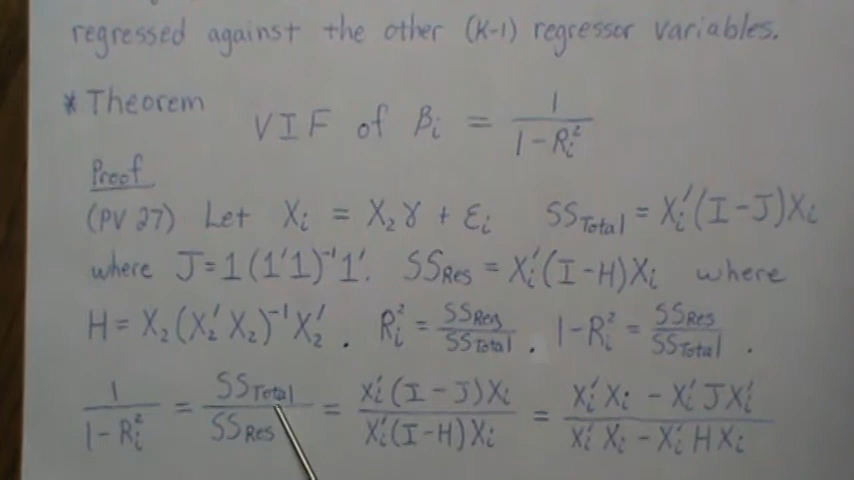 regressed against the other (K-1) regressor variables.
* Theorem
VIF of βi = 1 / (1 - Ri²)
Proof
(PV 27) Let Xi = X₂γ + εi SSTotal = Xi'(I-J)Xi
where J = 1(1'1)⁻¹1'. SSRes = Xi'(I-H)Xi where
H = X₂(X₂'X₂)⁻¹X₂'. Ri² = SSReg / SSTotal. 1-Ri² = SSRes / SSTotal.
1 / (1-Ri²) = SSTotal / SSRes = Xi'(I-J)Xi / Xi'(I-H)Xi = (Xi'Xi - Xi'JXi') / (Xi'Xi - Xi'HXi)